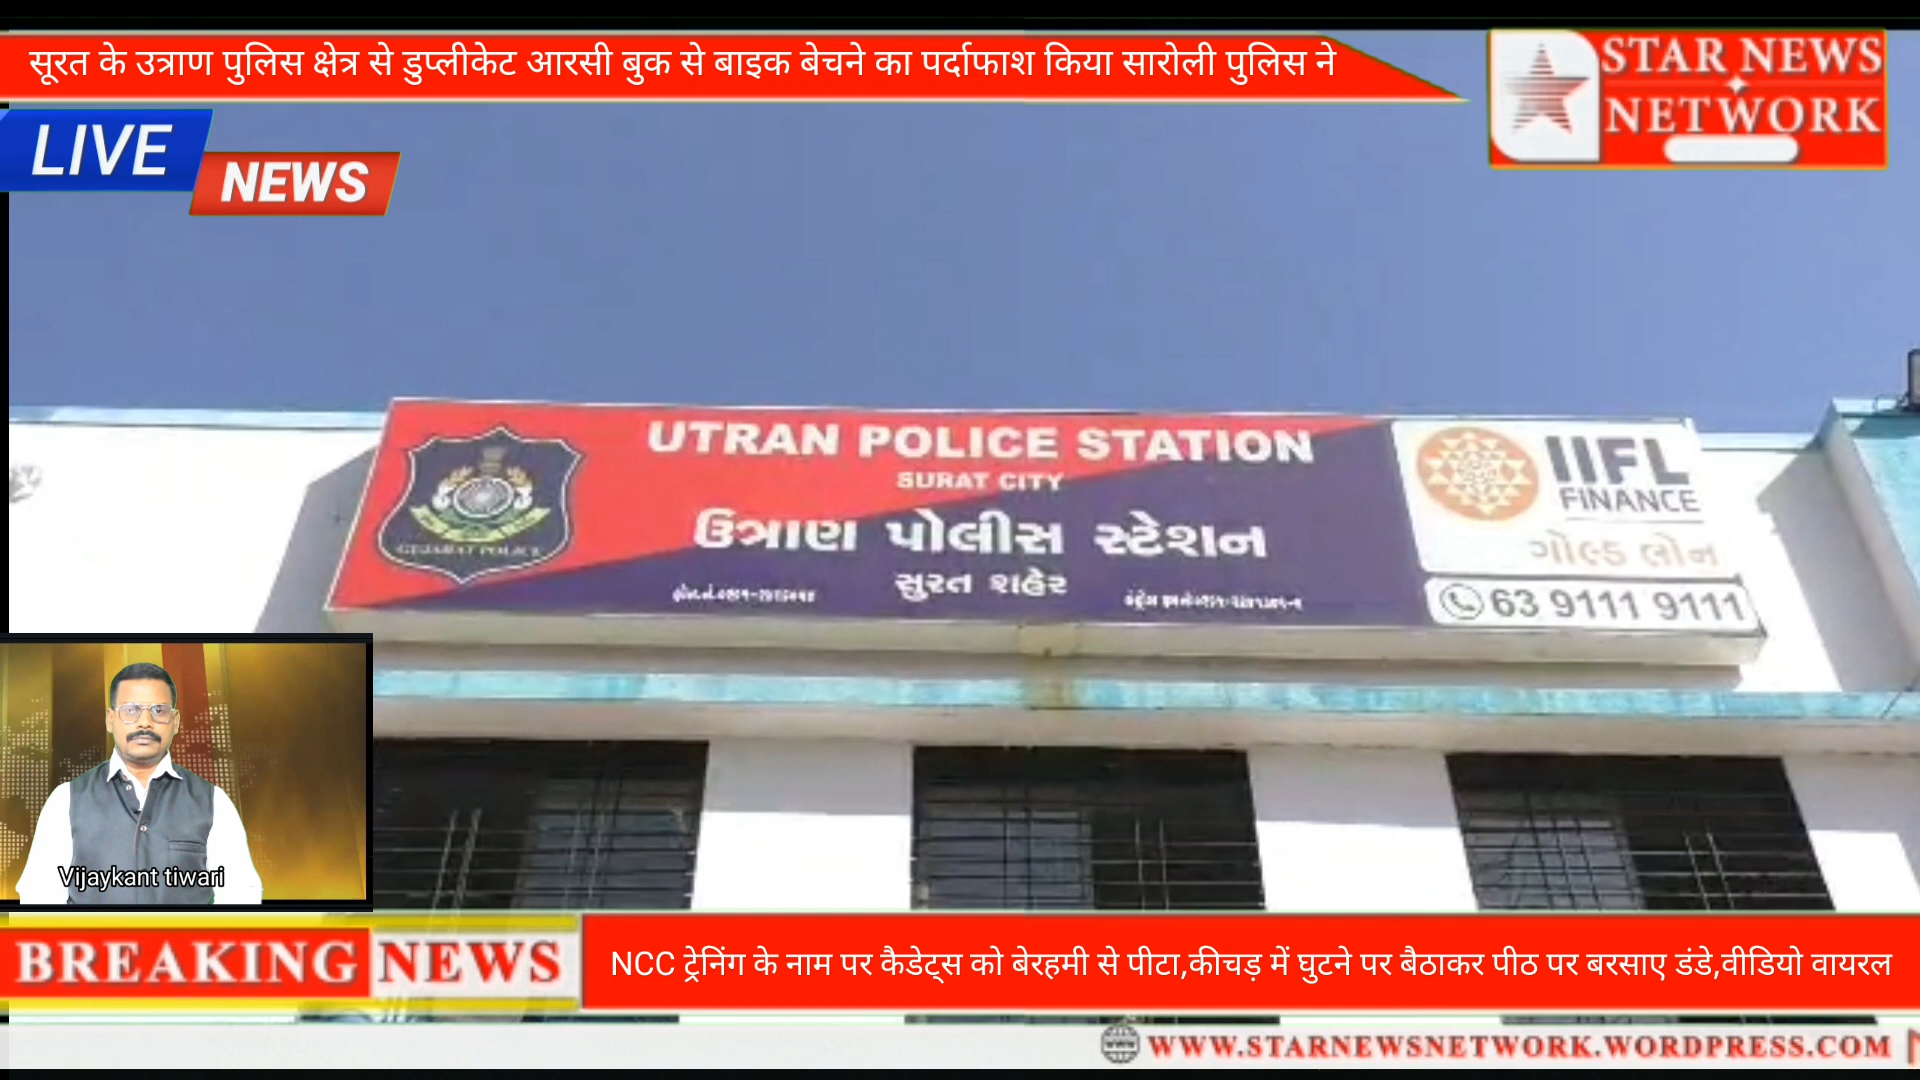 सूरत के उत्राण पुलिस क्षेत्र से डुप्लीकेट आरसी बुक से बाइक बेचने का पर्दाफाश किया सारोली पुलिस ने
STAR NEWS
NETWORK
LIVE
NEWS
UTRAN POLICE STATION
SURAT CITY
ઉત્રાણ પોલીસ સ્ટેશન
સુરત શહેર
GUJARAT POLICE
IIFL
FINANCE
ગોલ્ડ લોન
63 9111 9111
Vijaykant tiwari
BREAKING NEWS
NCC ट्रेनिंग के नाम पर कैडेट्स को बेरहमी से पीटा,कीचड़ में घुटने पर बैठाकर पीठ पर बरसाए डंडे,वीडियो वायरल
WWW.STARNEWSNETWORK.WORDPRESS.COM